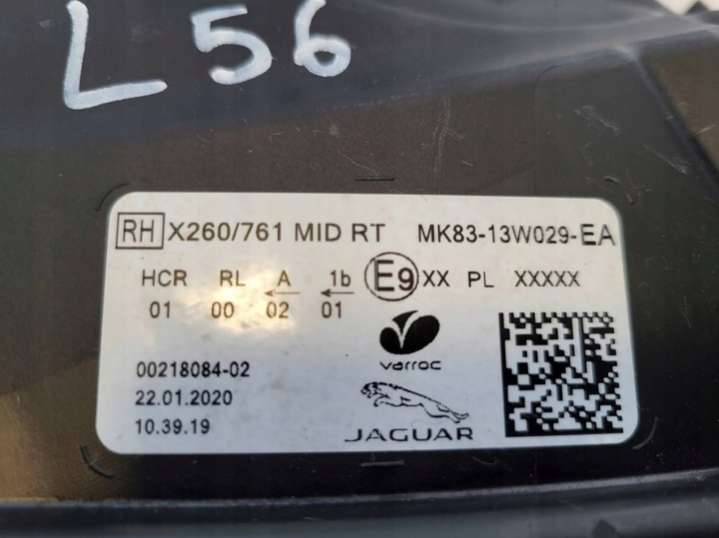 L56
RH X260/761 MID RT MK83-13W029-EA
HCR RL A 1b E9 XX PL XXXXX
01 00 02 01
varroc
00218084-02
22.01.2020
10.39.19
JAGUAR